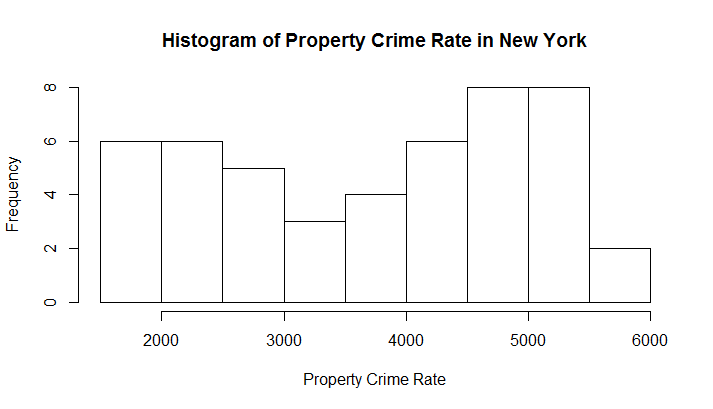 Histogram of Property Crime Rate in New York
Frequency
8
6
4
2
0
2000 3000 4000 5000 6000
Property Crime Rate